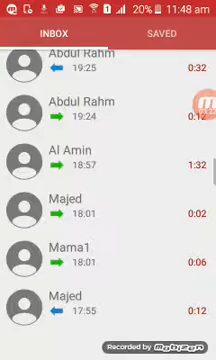 20% 11:48 am
INBOX SAVED
Abdul Rahm
19:25 0:32
Abdul Rahm
19:24 0:12
Al Amin
18:57 1:32
Majed
18:01 0:02
Mama1
18:01 0:06
Majed
17:55 0:12
Recorded by Mobizen